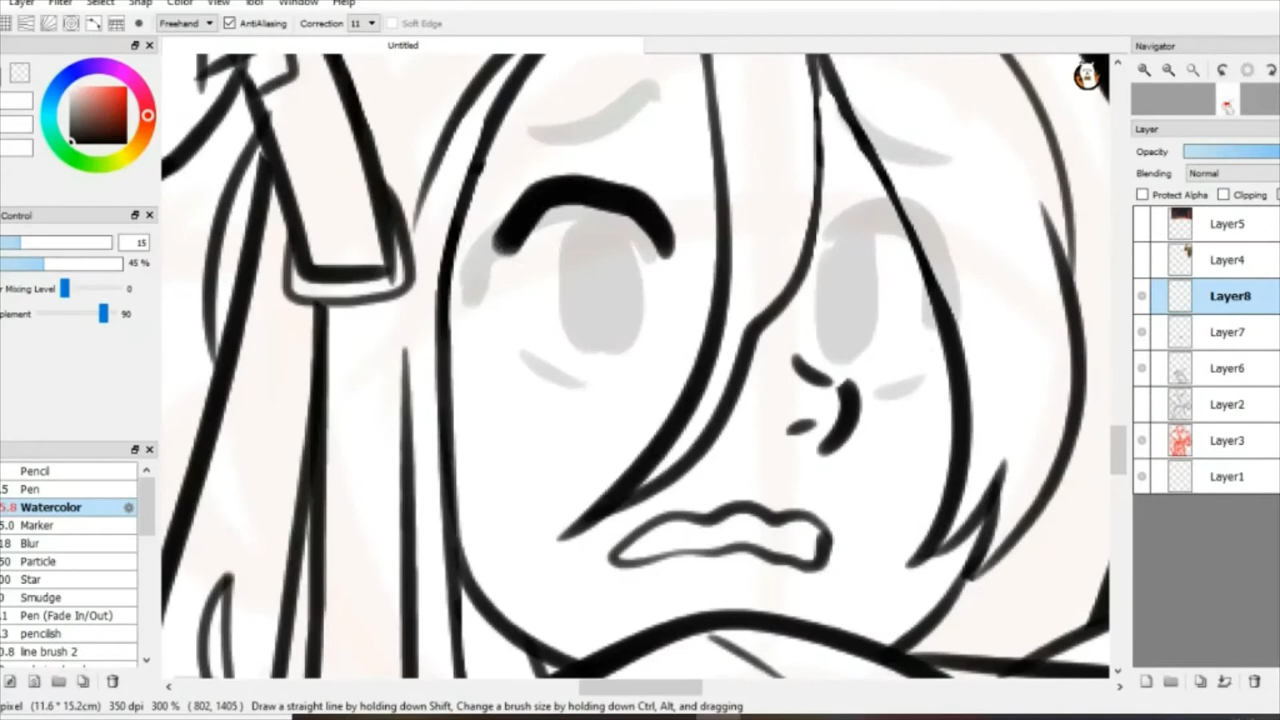 Layer Filter Select Snap Color View Tool Window Help
Freehand AntiAliasing Correction 11 Soft Edge
Untitled
Navigator
Layer
Opacity
Blending Normal
Protect Alpha Clipping
Layer5
Layer4
Layer8
Layer7
Layer6
Layer2
Layer3
Layer1
Control
15
45 %
Mixing Level 0
90
Pencil
Pen
Watercolor
Marker
Blur
Particle
Star
Smudge
Pen (Fade In/Out)
pencilish
line brush 2
pixel (11.6 * 15.2cm) 350 dpi 300 % ( 802, 1405) Draw a straight line by holding down Shift, Change a brush size by holding down Ctrl, Alt, and dragging